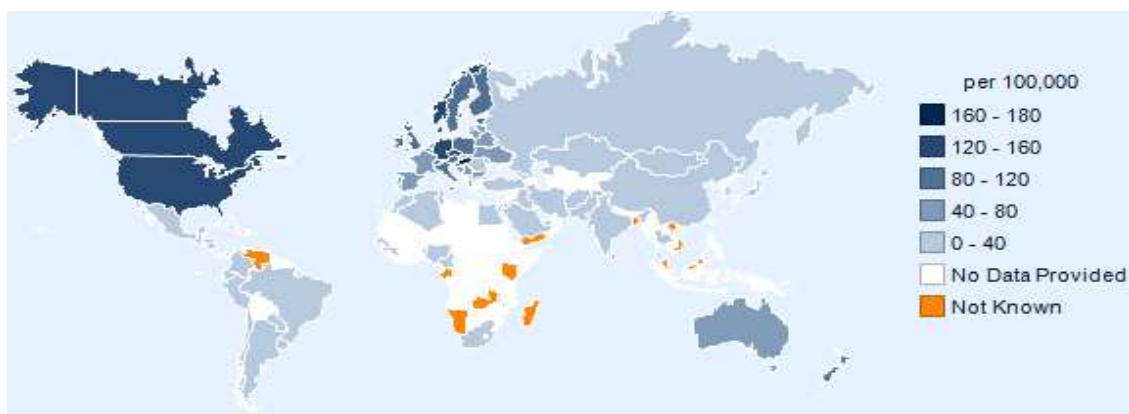 per 100,000
160 - 180
120 - 160
80 - 120
40 - 80
0 - 40
No Data Provided
Not Known